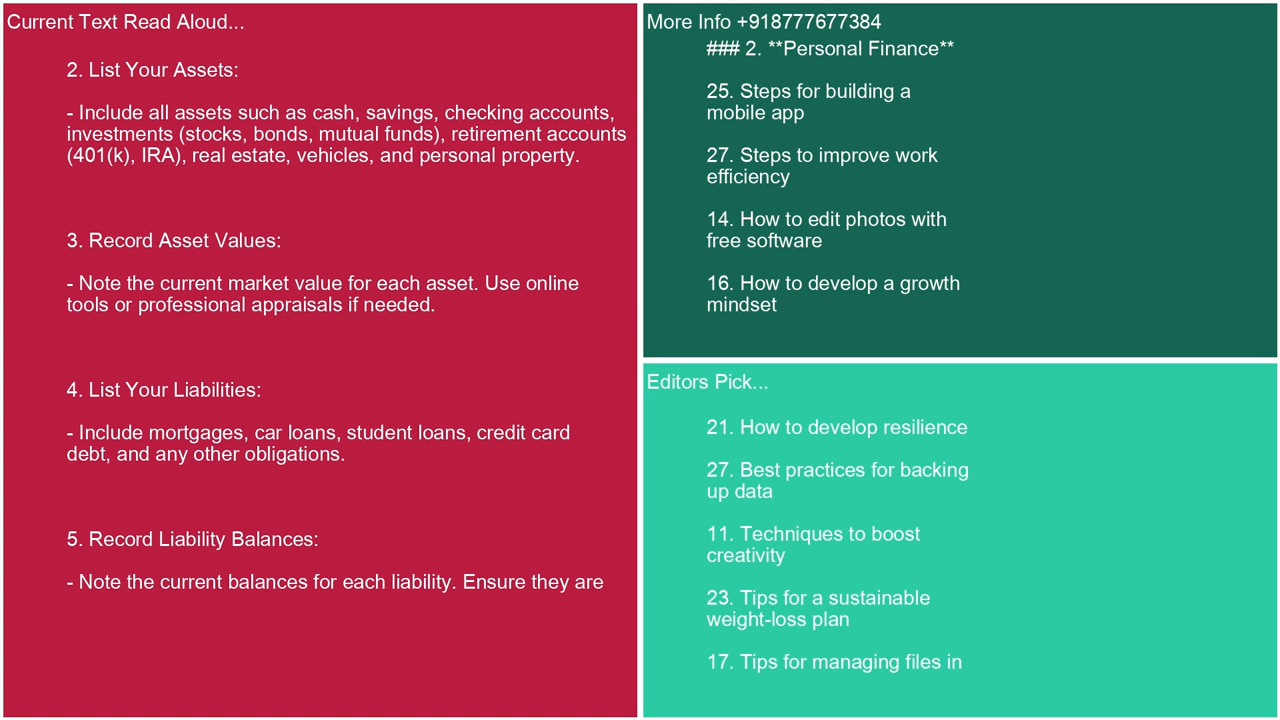 Current Text Read Aloud...
2. List Your Assets:
- Include all assets such as cash, savings, checking accounts,
investments (stocks, bonds, mutual funds), retirement accounts
(401(k), IRA), real estate, vehicles, and personal property.
3. Record Asset Values:
- Note the current market value for each asset. Use online
tools or professional appraisals if needed.
4. List Your Liabilities:
- Include mortgages, car loans, student loans, credit card
debt, and any other obligations.
5. Record Liability Balances:
- Note the current balances for each liability. Ensure they are
More Info +918777677384
### 2. **Personal Finance**
25. Steps for building a
mobile app
27. Steps to improve work
efficiency
14. How to edit photos with
free software
16. How to develop a growth
mindset
Editors Pick...
21. How to develop resilience
27. Best practices for backing
up data
11. Techniques to boost
creativity
23. Tips for a sustainable
weight-loss plan
17. Tips for managing files in